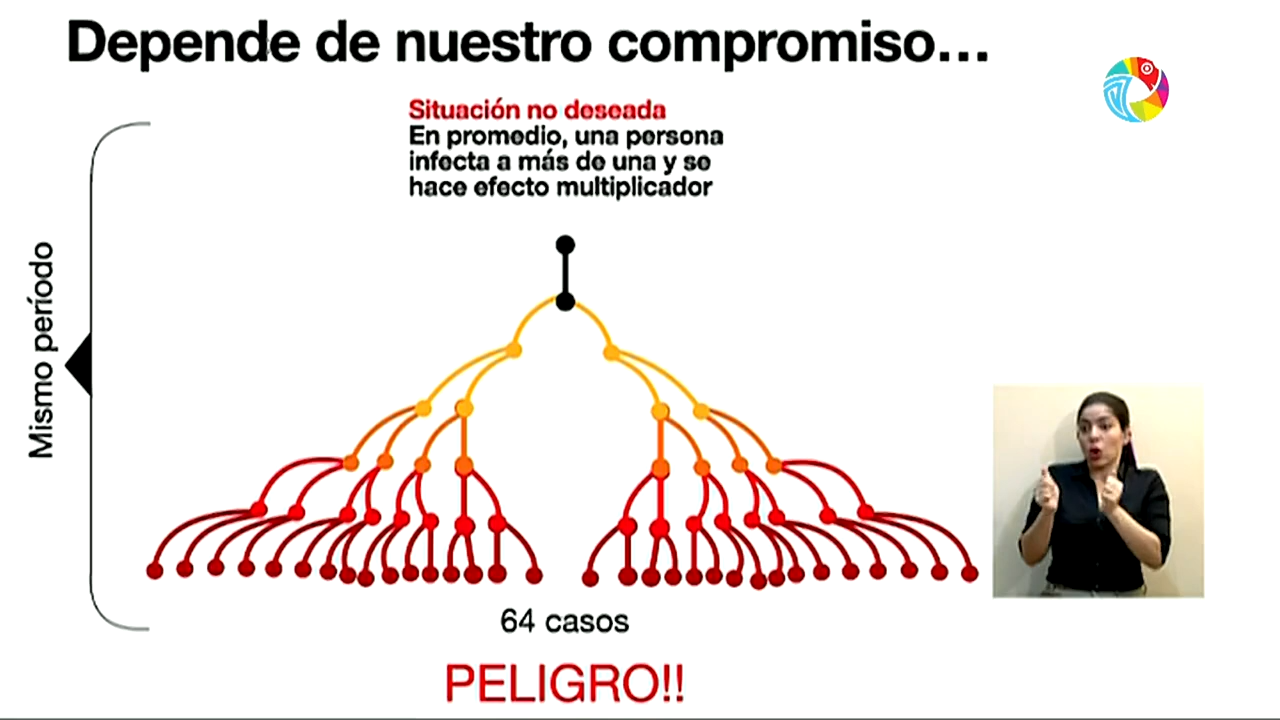 Depende de nuestro compromiso...
Situación no deseada
En promedio, una persona
infecta a más de una y se
hace efecto multiplicador
Mismo período
64 casos
PELIGRO!!